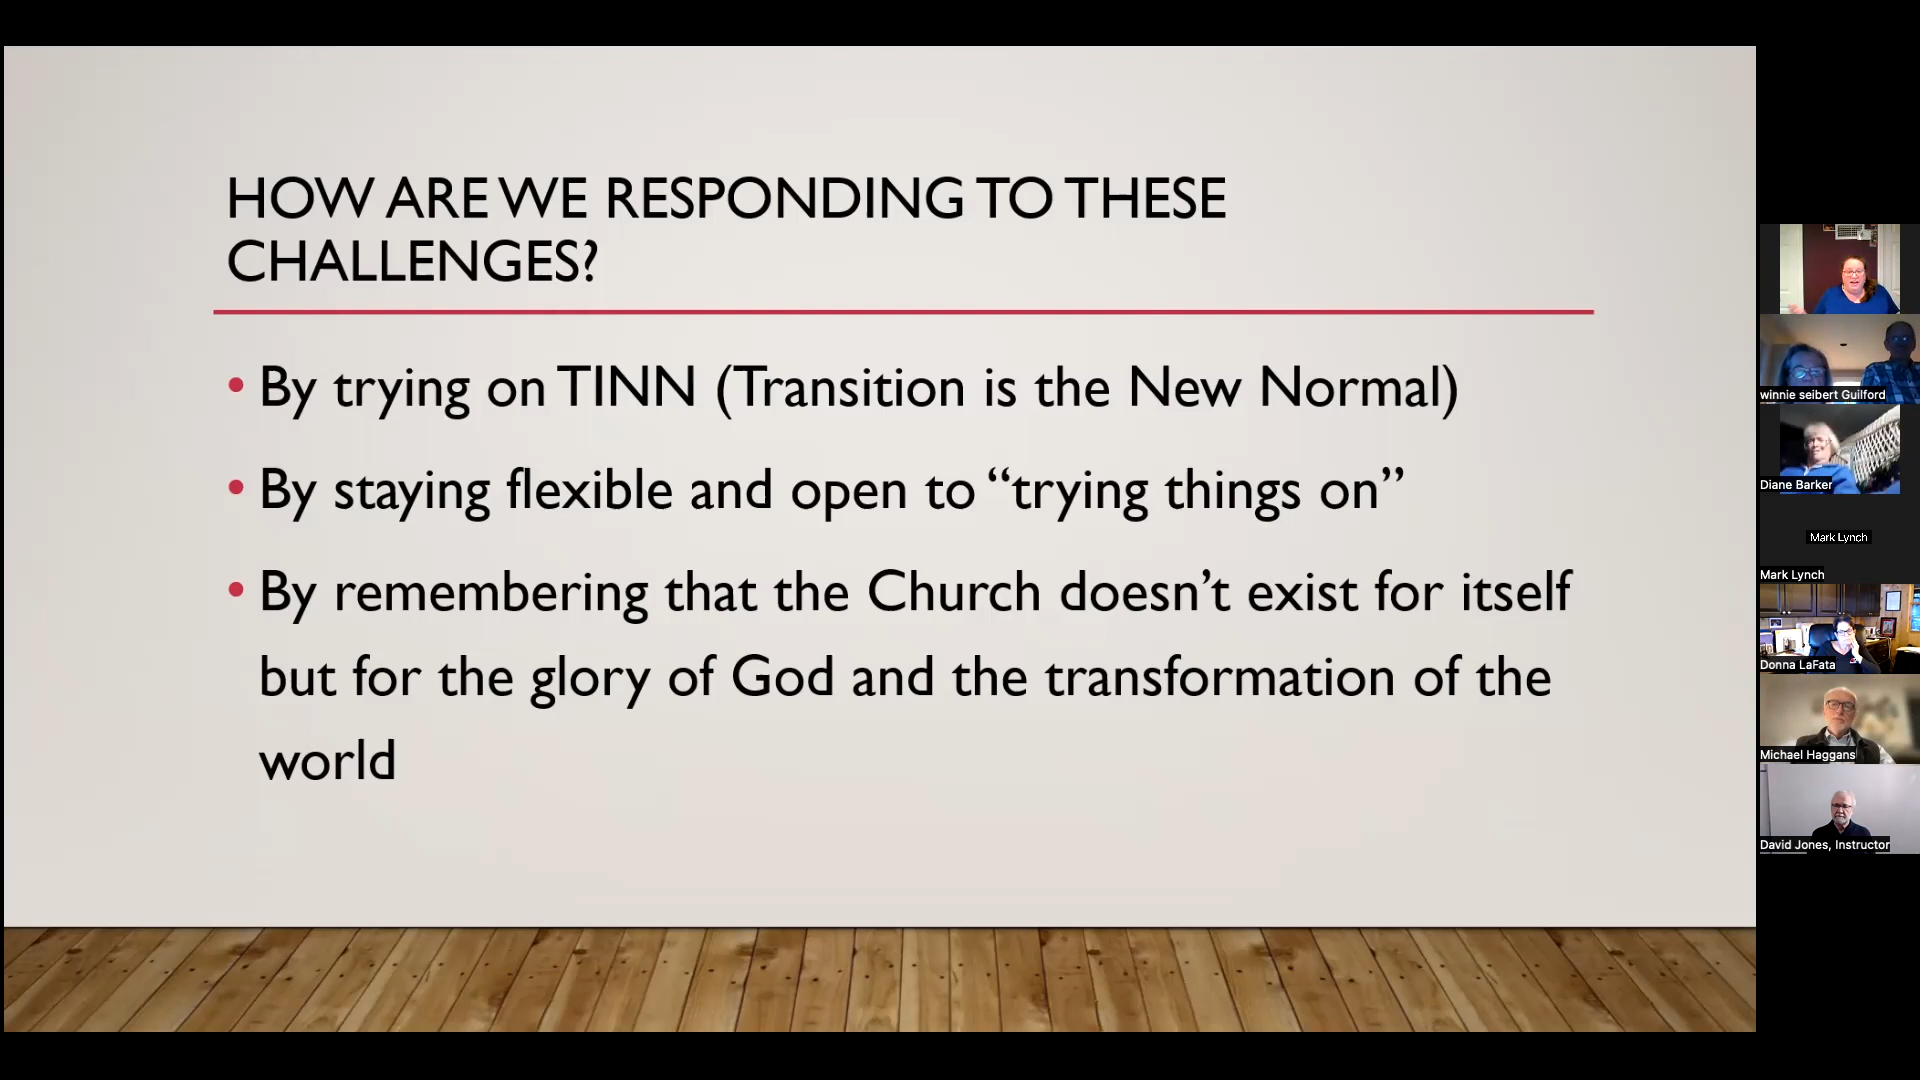 HOW ARE WE RESPONDING TO THESE
CHALLENGES?
• By trying on TINN (Transition is the New Normal)
• By staying flexible and open to “trying things on”
• By remembering that the Church doesn’t exist for itself
but for the glory of God and the transformation of the
world
winnie seibert Guilford
Diane Barker
Mark Lynch
Mark Lynch
Donna LaFata
Michael Haggans
David Jones, Instructor